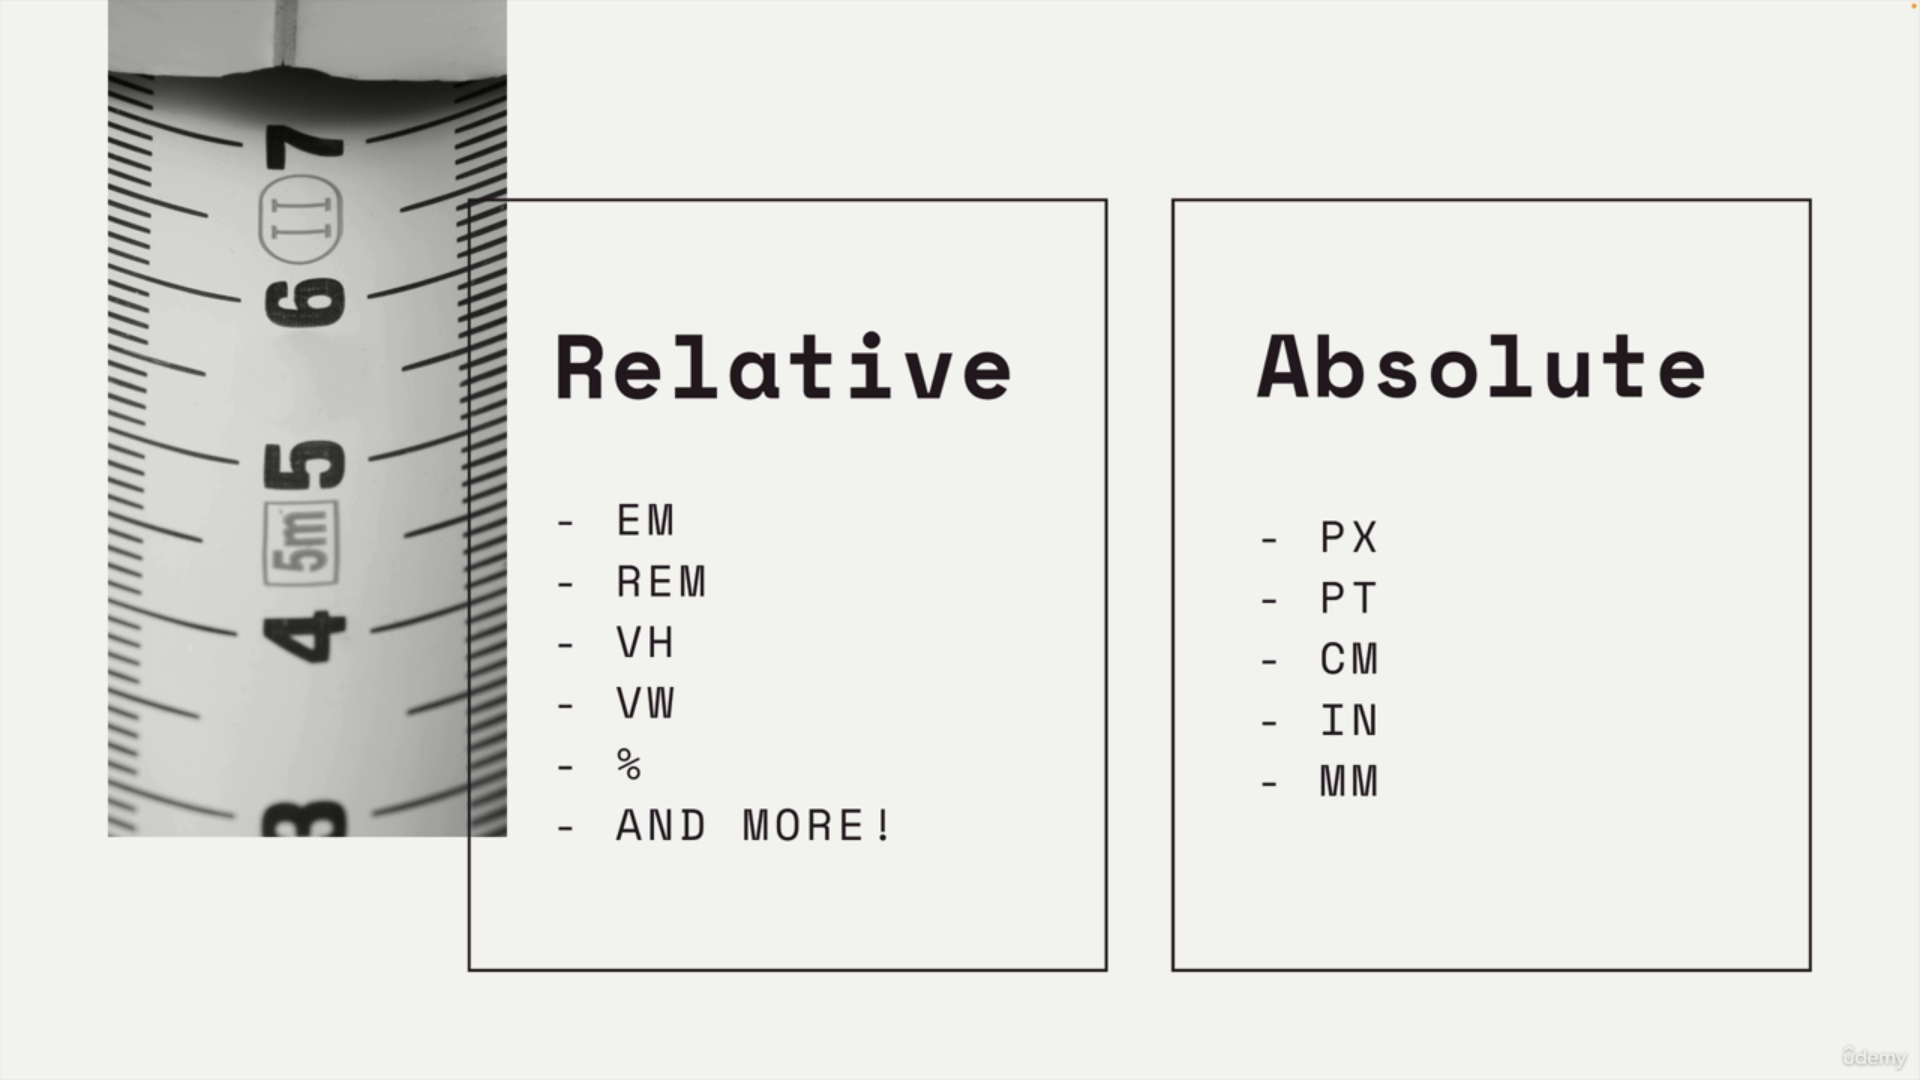 7
II
6
5
5m
4
3
Relative
- EM
- REM
- VH
- VW
- %
- AND MORE!
Absolute
- PX
- PT
- CM
- IN
- MM
ûdemy